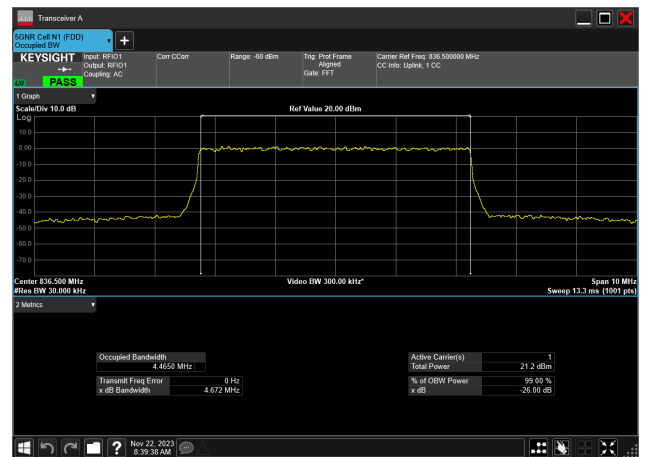 Transceiver A
5GNR Cell N1 (FDD)
Occupied BW
KEYSIGHT
Input: RFIO1
Output: RFIO1
Coupling: AC
Corr CCorr
Range: -60 dBm
Trig: Prot Frame
Aligned
Gate: FFT
Carrier Ref Freq: 836.500000 MHz
CC Info: Uplink, 1 CC
PASS
1 Graph
Scale/Div 10.0 dB
Ref Value 20.00 dBm
Log
10.0
0.00
-10.0
-20.0
-30.0
-40.0
-50.0
-60.0
-70.0
Center 836.500 MHz
Video BW 300.00 kHz*
Span 10 MHz
#Res BW 30.000 kHz
Sweep 13.3 ms (1001 pts)
2 Metrics
Occupied Bandwidth
4.4650 MHz
Active Carrier(s) 1
Total Power 21.2 dBm
Transmit Freq Error 0 Hz
x dB Bandwidth 4.672 MHz
% of OBW Power 99.00 %
x dB -26.00 dB
Nov 22, 2023
8:39:38 AM